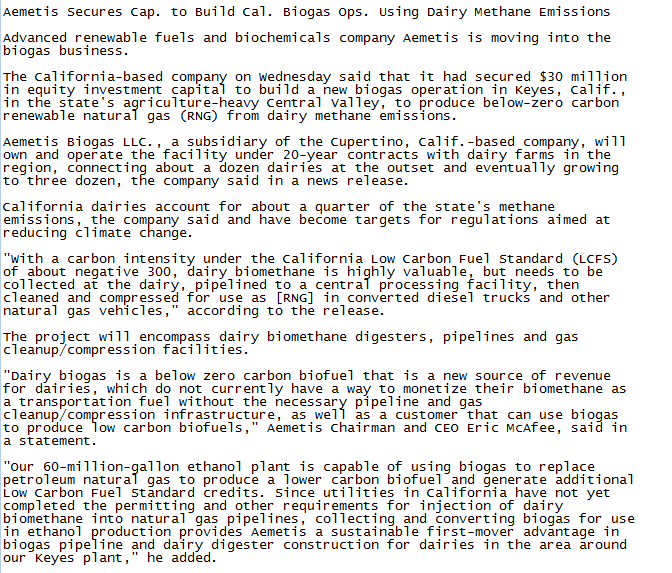 Aemetis Secures Cap. to Build Cal. Biogas Ops. Using Dairy Methane Emissions
Advanced renewable fuels and biochemicals company Aemetis is moving into the
biogas business.
The California-based company on Wednesday said that it had secured $30 million
in equity investment capital to build a new biogas operation in Keyes, Calif.,
in the state's agriculture-heavy Central Valley, to produce below-zero carbon
renewable natural gas (RNG) from dairy methane emissions.
Aemetis Biogas LLC., a subsidiary of the Cupertino, Calif.-based company, will
own and operate the facility under 20-year contracts with dairy farms in the
region, connecting about a dozen dairies at the outset and eventually growing
to three dozen, the company said in a news release.
California dairies account for about a quarter of the state's methane
emissions, the company said and have become targets for regulations aimed at
reducing climate change.
"With a carbon intensity under the California Low Carbon Fuel Standard (LCFS)
of about negative 300, dairy biomethane is highly valuable, but needs to be
collected at the dairy, pipelined to a central processing facility, then
cleaned and compressed for use as [RNG] in converted diesel trucks and other
natural gas vehicles," according to the release.
The project will encompass dairy biomethane digesters, pipelines and gas
cleanup/compression facilities.
"Dairy biogas is a below zero carbon biofuel that is a new source of revenue
for dairies, which do not currently have a way to monetize their biomethane as
a transportation fuel without the necessary pipeline and gas
cleanup/compression infrastructure, as well as a customer that can use biogas
to produce low carbon biofuels," Aemetis Chairman and CEO Eric McAfee, said in
a statement.
"Our 60-million-gallon ethanol plant is capable of using biogas to replace
petroleum natural gas to produce a lower carbon biofuel and generate additional
Low Carbon Fuel Standard credits. Since utilities in California have not yet
completed the permitting and other requirements for injection of dairy
biomethane into natural gas pipelines, collecting and converting biogas for use
in ethanol production provides Aemetis a sustainable first-mover advantage in
biogas pipeline and dairy digester construction for dairies in the area around
our Keyes plant," he added.